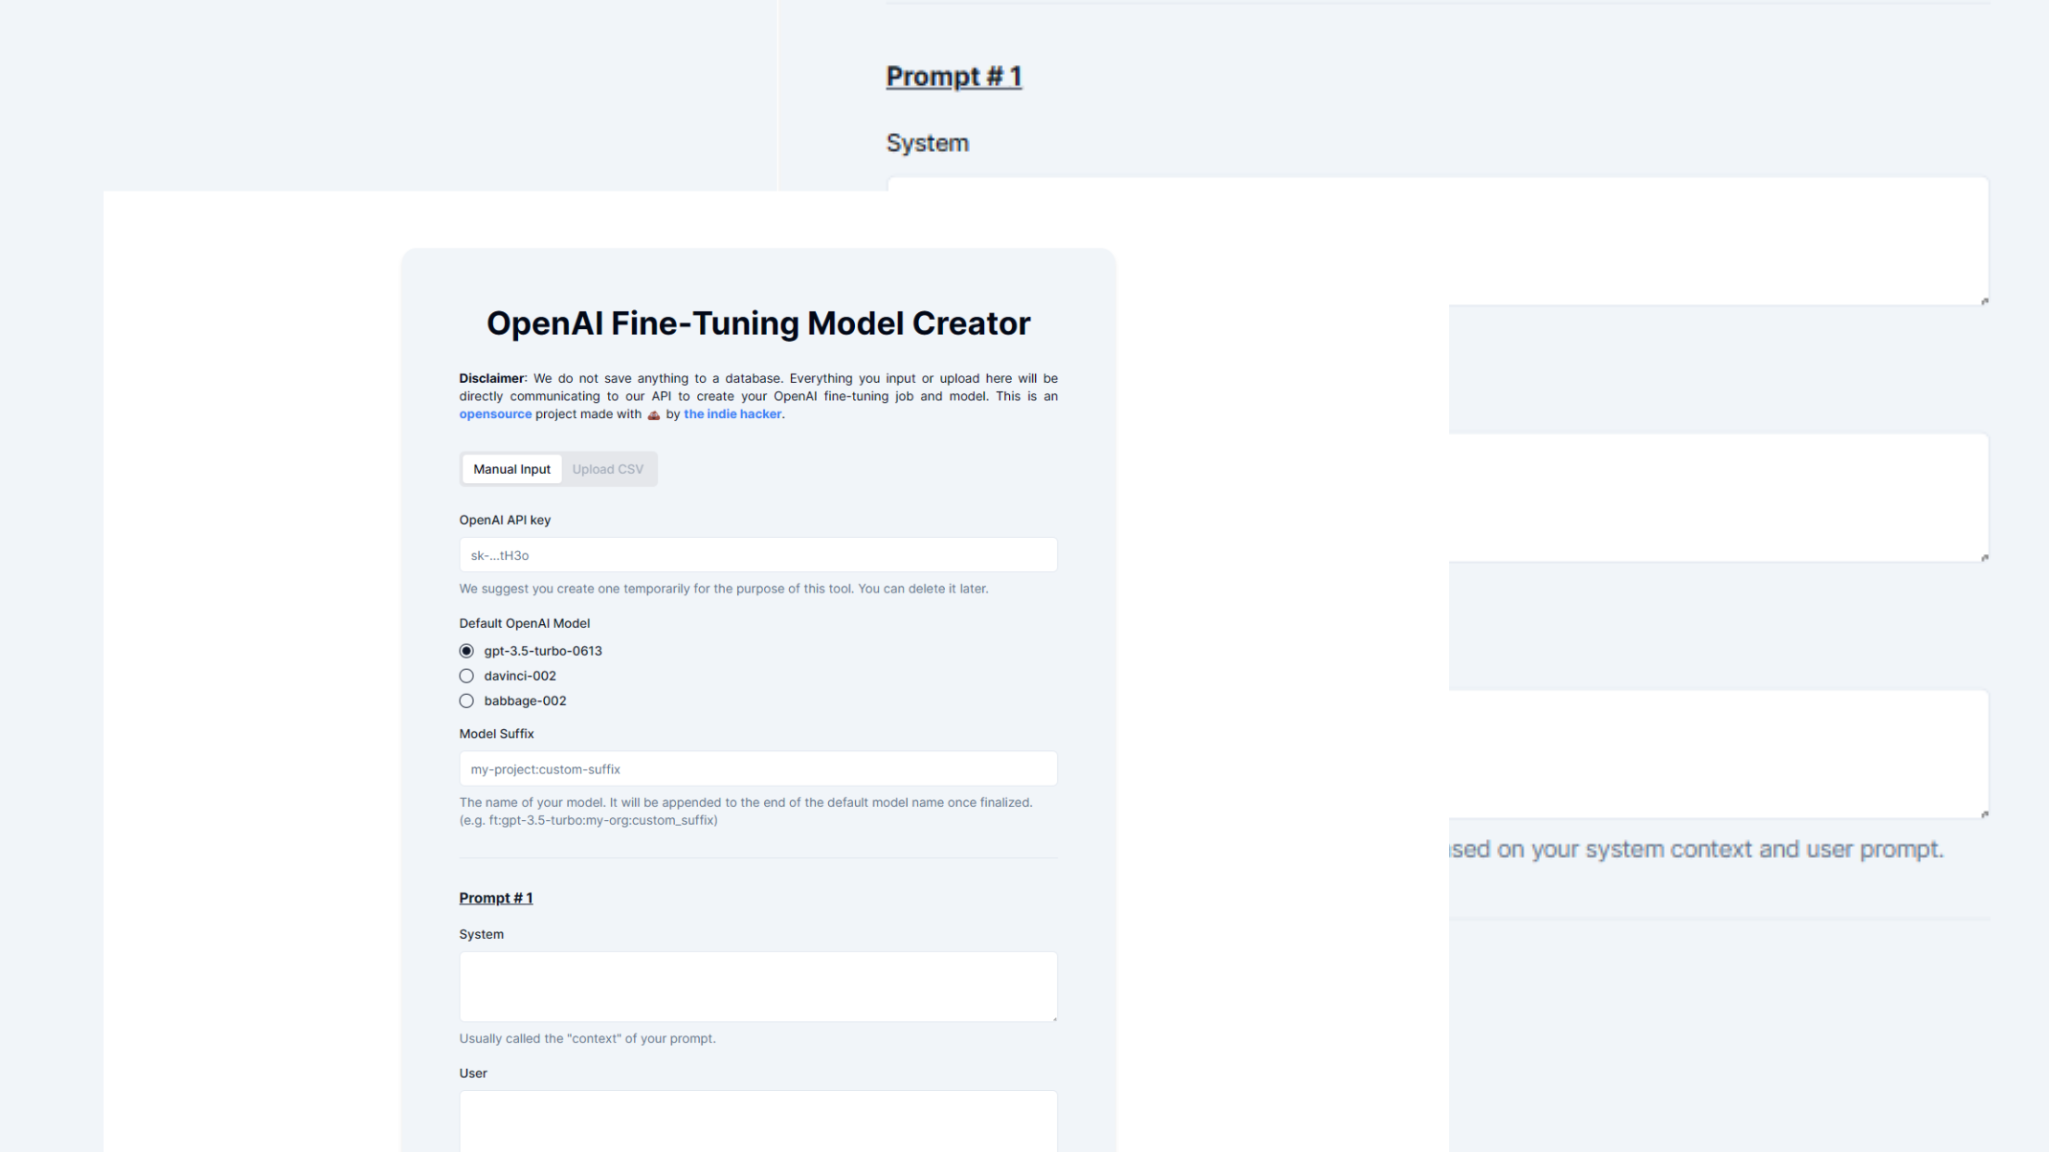 Prompt # 1
System
OpenAI Fine-Tuning Model Creator
Disclaimer: We do not save anything to a database. Everything you input or upload here will be
directly communicating to our API to create your OpenAI fine-tuning job and model. This is an
opensource project made with by the indie hacker.
Manual Input Upload CSV
OpenAI API key
sk-...tH3o
We suggest you create one temporarily for the purpose of this tool. You can delete it later.
Default OpenAI Model
gpt-3.5-turbo-0613
davinci-002
babbage-002
Model Suffix
my-project:custom-suffix
The name of your model. It will be appended to the end of the default model name once finalized.
(e.g. ft:gpt-3.5-turbo:my-org:custom_suffix)
Prompt # 1
System
Usually called the "context" of your prompt.
User
on your system context and user prompt.